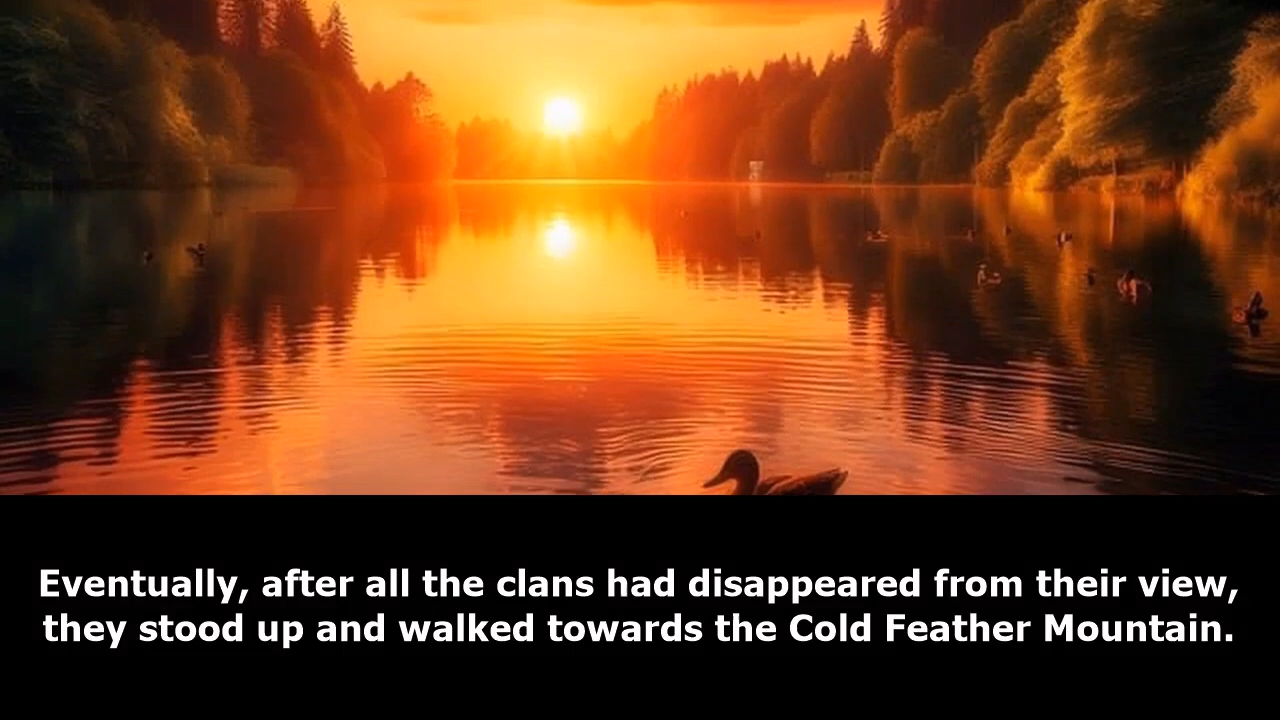 Eventually, after all the clans had disappeared from their view,
they stood up and walked towards the Cold Feather Mountain.